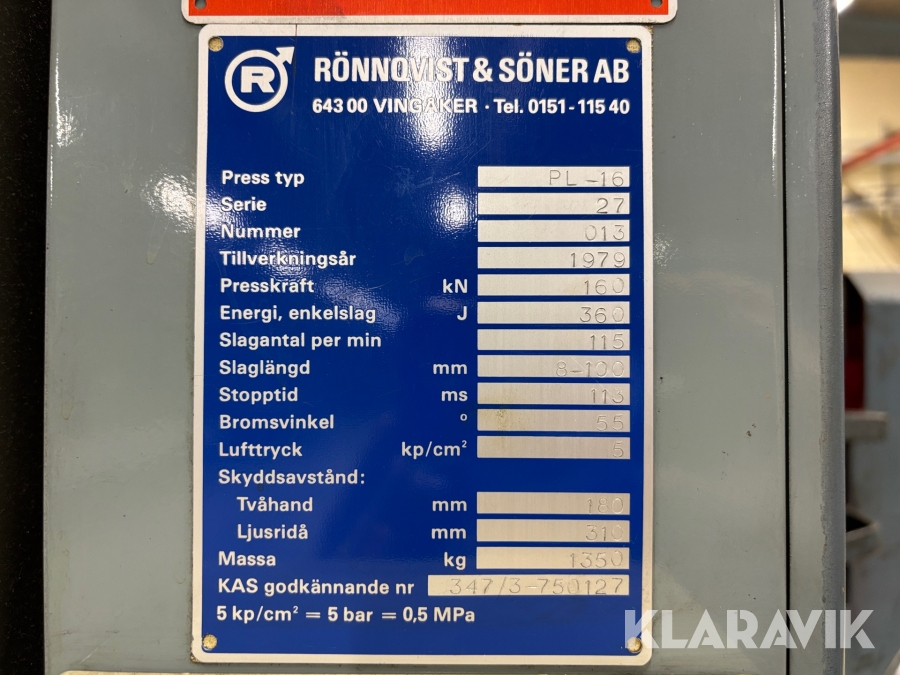 R RÖNNQVIST & SÖNER AB
643 00 VINGÅKER · Tel. 0151-115 40
Press typ PL-16
Serie 27
Nummer 013
Tillverkningsår 1979
Presskraft kN 160
Energi, enkelslag J 360
Slagantal per min 115
Slaglängd mm 8-100
Stopptid ms 113
Bromsvinkel ° 55
Lufttryck kp/cm² 5
Skyddsavstånd:
Tvåhand mm 180
Ljusridå mm 310
Massa kg 1350
KAS godkännande nr 347/3-750127
5 kp/cm² = 5 bar = 0,5 MPa
KLARAVIK